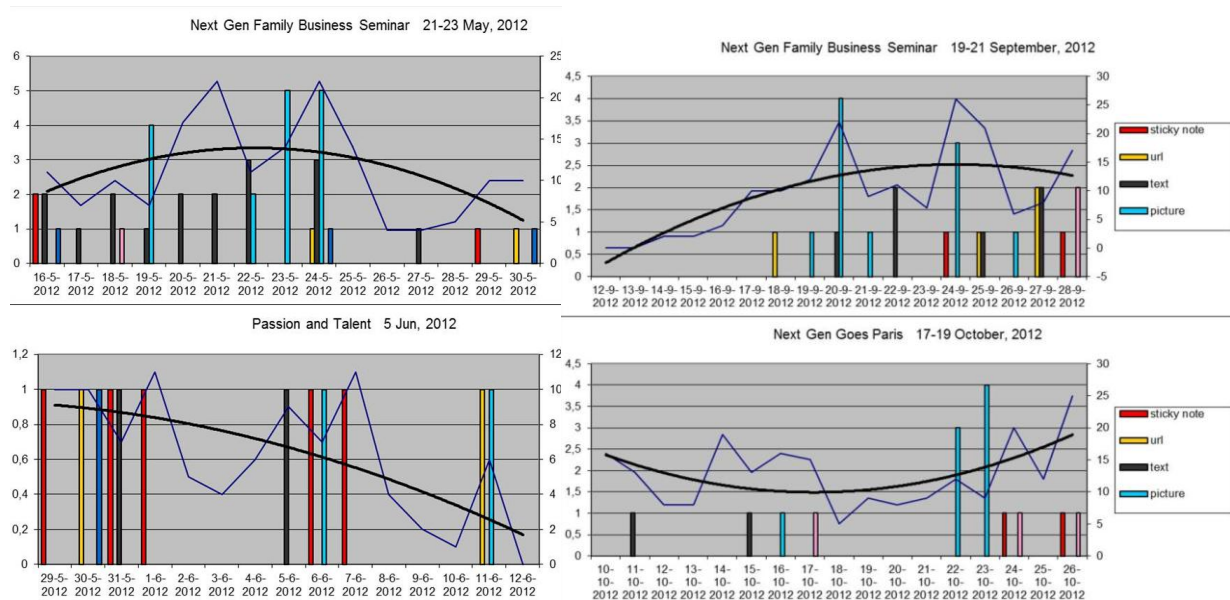 Next Gen Family Business Seminar 21-23 May, 2012
6
5
4
3
2
1
0
25
20
15
10
5
0
16-5- 17-5- 18-5- 19-5- 20-5- 21-5- 22-5- 23-5- 24-5- 25-5- 26-5- 27-5- 28-5- 29-5- 30-5-
2012 2012 2012 2012 2012 2012 2012 2012 2012 2012 2012 2012 2012 2012 2012
Next Gen Family Business Seminar 19-21 September, 2012
4,5
4
3,5
3
2,5
2
1,5
1
0,5
0
30
25
20
15
10
5
0
-5
12-9- 13-9- 14-9- 15-9- 16-9- 17-9- 18-9- 19-9- 20-9- 21-9- 22-9- 23-9- 24-9- 25-9- 26-9- 27-9- 28-9-
2012 2012 2012 2012 2012 2012 2012 2012 2012 2012 2012 2012 2012 2012 2012 2012 2012
sticky note
url
text
picture
Passion and Talent 5 Jun, 2012
1,2
1
0,8
0,6
0,4
0,2
0
12
10
8
6
4
2
0
29-5- 30-5- 31-5- 1-6- 2-6- 3-6- 4-6- 5-6- 6-6- 7-6- 8-6- 9-6- 10-6- 11-6- 12-6-
2012 2012 2012 2012 2012 2012 2012 2012 2012 2012 2012 2012 2012 2012 2012
Next Gen Goes Paris 17-19 October, 2012
4,5
4
3,5
3
2,5
2
1,5
1
0,5
0
30
25
20
15
10
5
0
10- 11- 12- 13- 14- 15- 16- 17- 18- 19- 20- 21- 22- 23- 24- 25- 26-
10- 10- 10- 10- 10- 10- 10- 10- 10- 10- 10- 10- 10- 10- 10- 10- 10-
2012 2012 2012 2012 2012 2012 2012 2012 2012 2012 2012 2012 2012 2012 2012 2012 2012
sticky note
url
text
picture